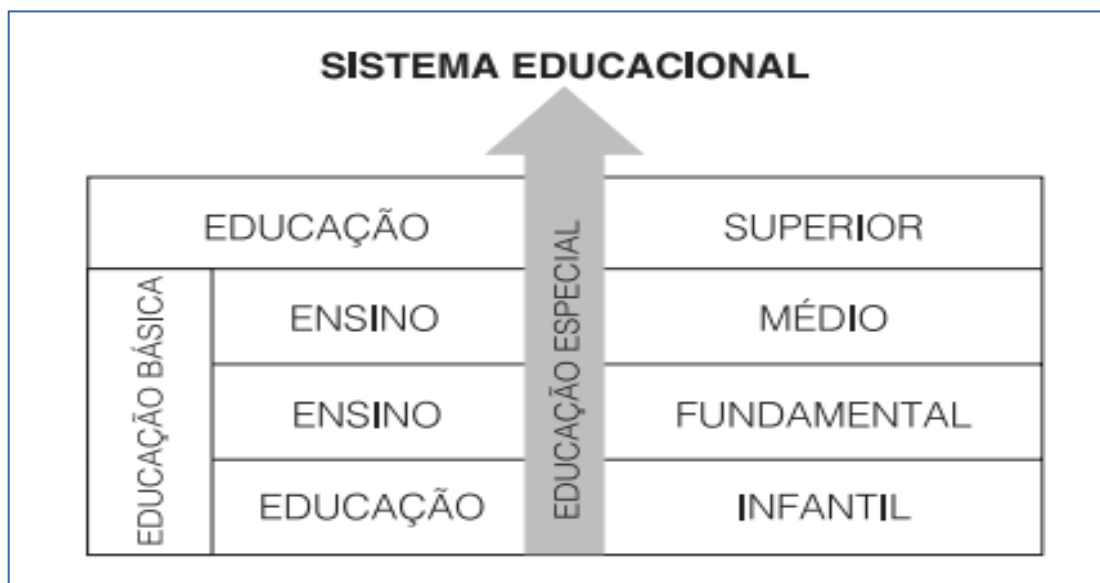 SISTEMA EDUCACIONAL
EDUCAÇÃO SUPERIOR
EDUCAÇÃO BÁSICA
ENSINO MÉDIO
ENSINO FUNDAMENTAL
EDUCAÇÃO INFANTIL
EDUCAÇÃO ESPECIAL